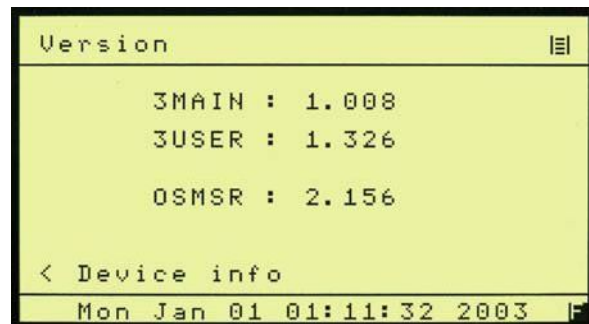 Version
3MAIN : 1.008
3USER : 1.326
OSMSR : 2.156
< Device info
Mon Jan 01 01:11:32 2003